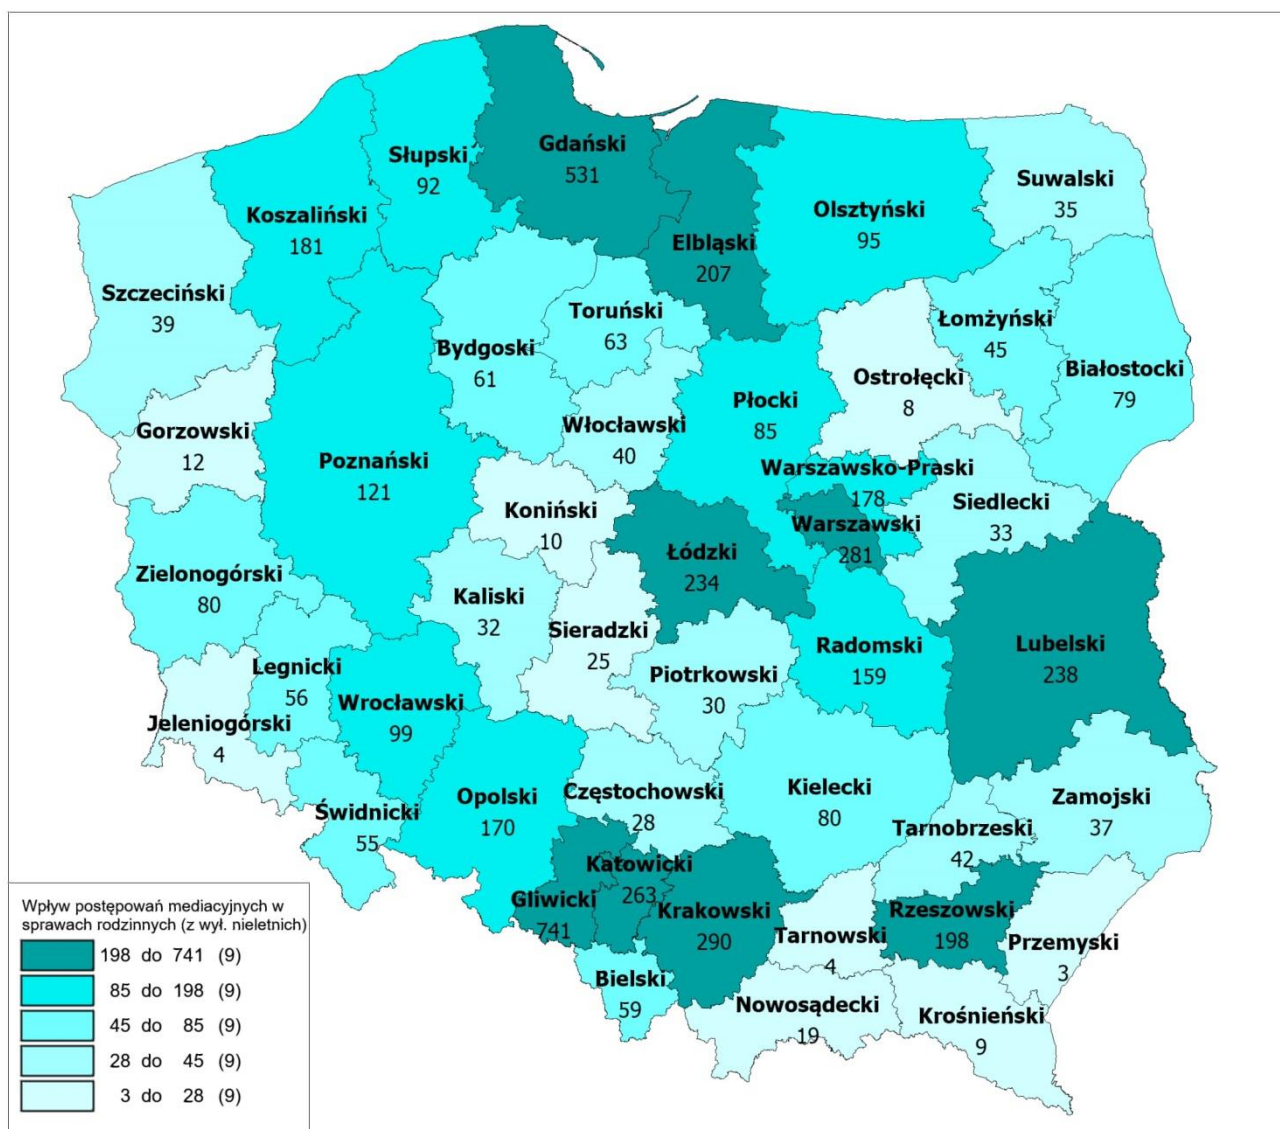 Gdański
531
Słupski
92
Suwalski
35
Koszaliński
181
Olsztyński
95
Elbląski
207
Szczeciński
39
Toruński
63
Łomżyński
45
Bydgoski
61
Białostocki
79
Ostrołęcki
8
Płocki
85
Włocławski
40
Gorzowski
12
Poznański
121
Warszawsko-Praski
178
Siedlecki
33
Koniński
10
Warszawski
281
Łódzki
234
Zielonogórski
80
Kaliski
32
Sieradzki
25
Radomski
159
Lubelski
238
Legnicki
56
Piotrkowski
30
Wrocławski
99
Jeleniogórski
4
Opolski
170
Częstochowski
28
Kielecki
80
Zamojski
37
Świdnicki
55
Tarnobrzeski
42
Katowicki
263
Gliwicki
741
Krakowski
290
Tarnowski
4
Rzeszowski
198
Przemyski
3
Bielski
59
Nowosądecki
19
Krośnieński
9
Wpływ postępowań mediacyjnych w
sprawach rodzinnych (z wył. nieletnich)
198 do 741 (9)
85 do 198 (9)
45 do 85 (9)
28 do 45 (9)
3 do 28 (9)